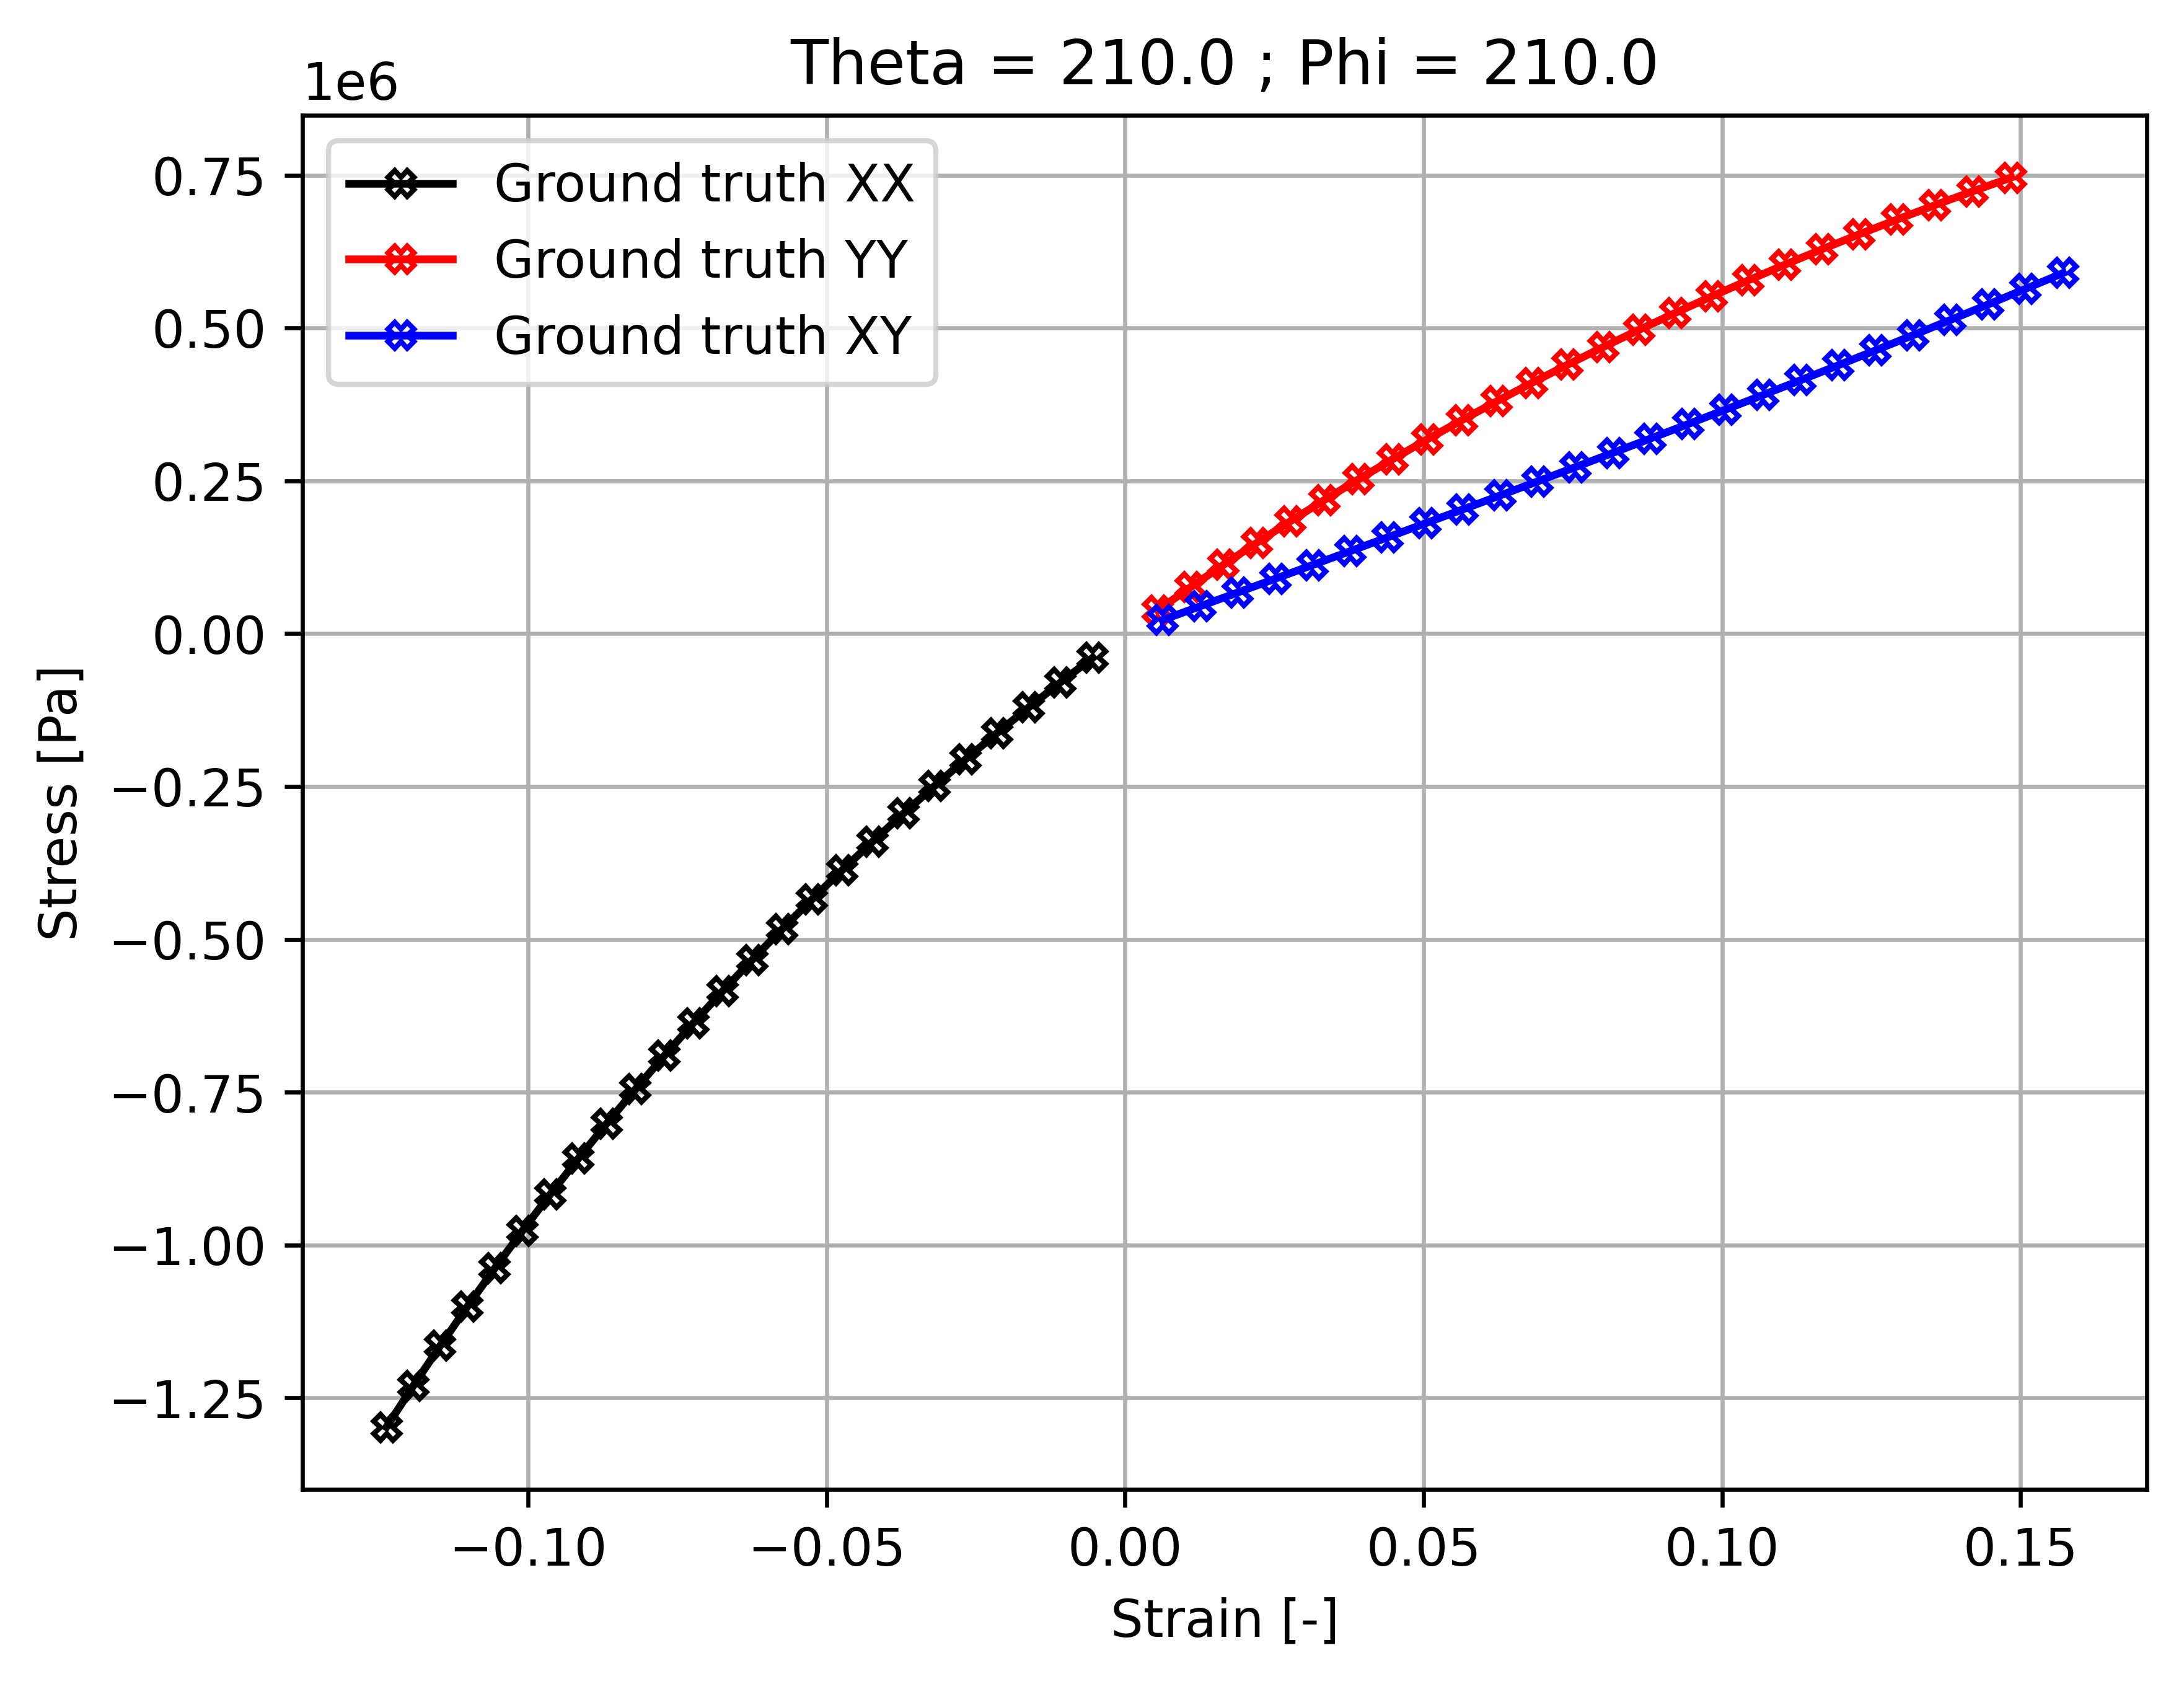 Theta = 210.0 ; Phi = 210.0
1e6
Ground truth XX
Ground truth YY
Ground truth XY
0.75
0.50
0.25
0.00
−0.25
−0.50
−0.75
−1.00
−1.25
Stress [Pa]
−0.10 −0.05 0.00 0.05 0.10 0.15
Strain [-]